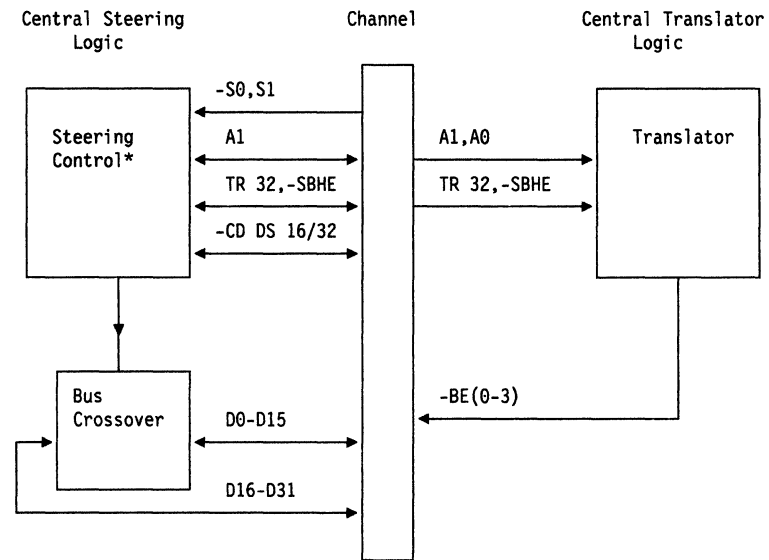 Central Steering Logic
Channel
Central Translator Logic
-S0,S1
Steering Control*
A1
A1,A0
Translator
TR 32,-SBHE
TR 32,-SBHE
-CD DS 16/32
Bus Crossover
-BE(0-3)
D0-D15
D16-D31